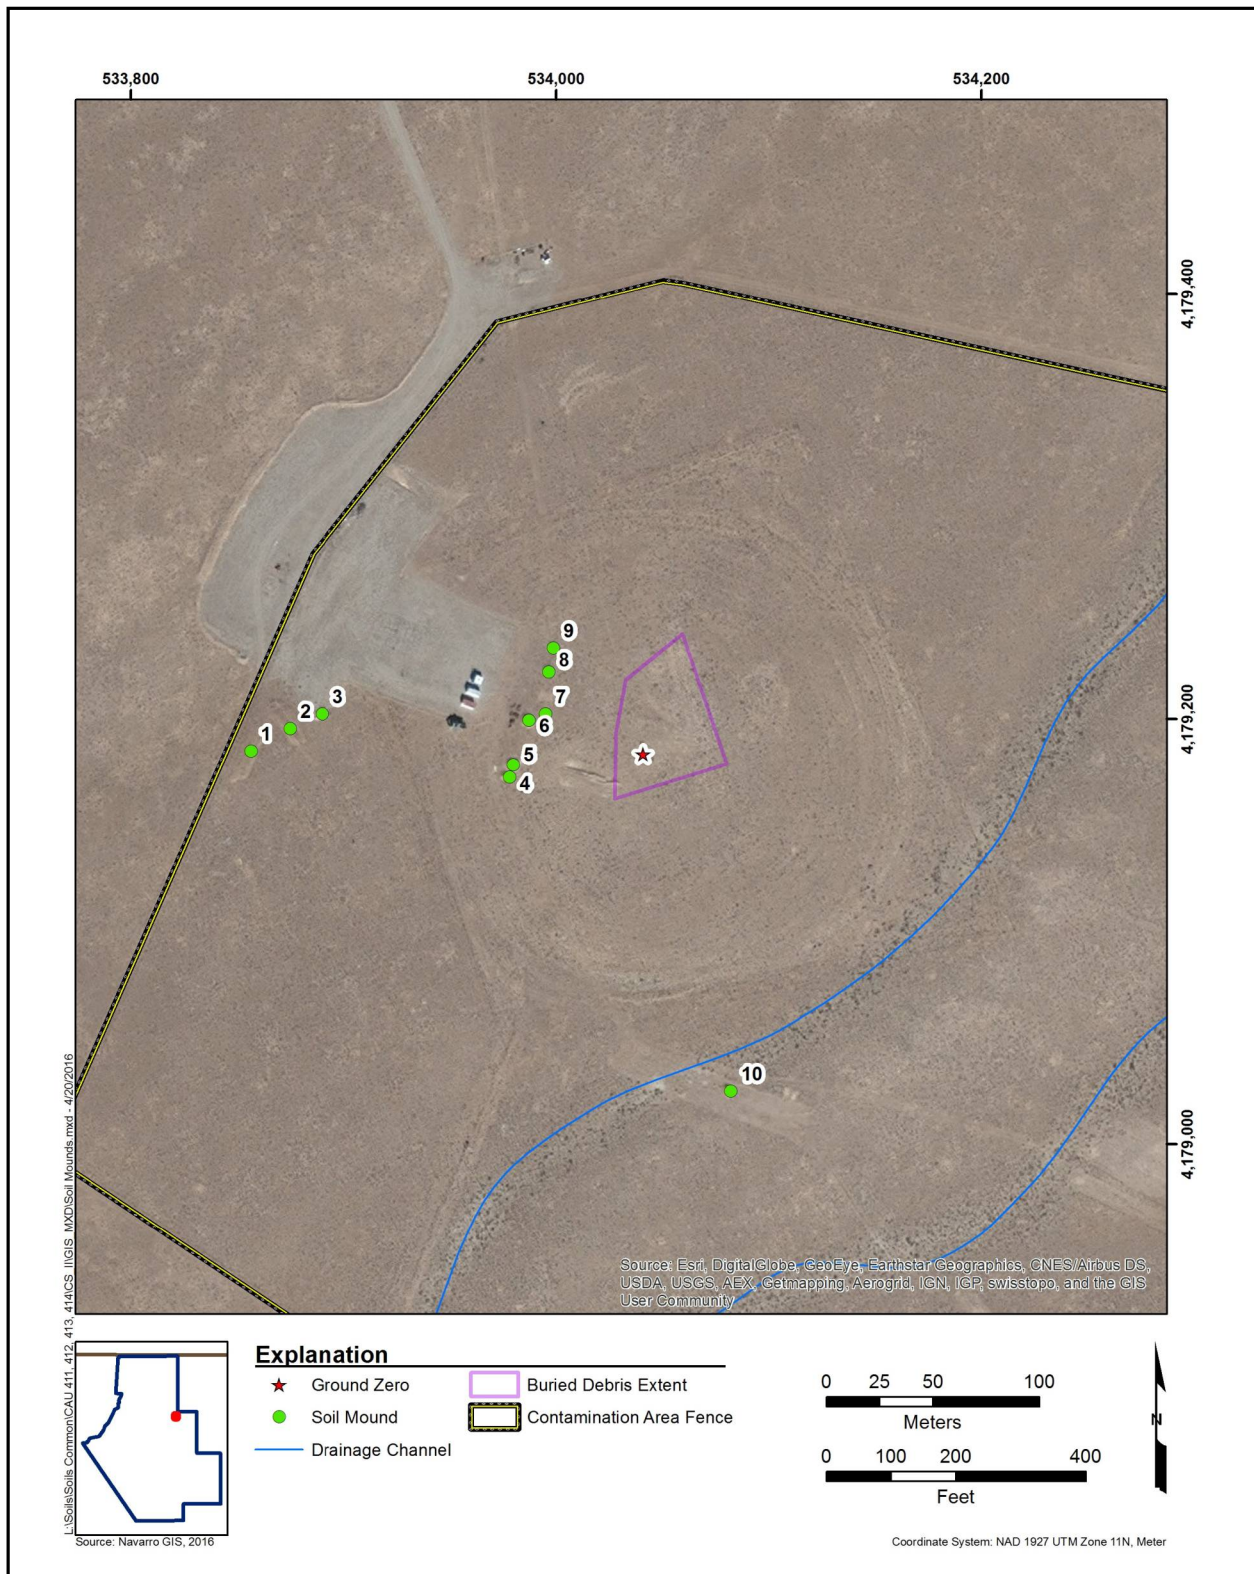 533,800
534,000
534,200
4,179,400
4,179,200
4,179,000
9
8
7
6
5
4
3
2
1
10
L:\Soils\Soils Common\CAU 411, 412, 413, 414\CS II\GIS MXD\Soil Mounds.mxd - 4/20/2016
Source: Esri, DigitalGlobe, GeoEye, Earthstar Geographics, CNES/Airbus DS,
USDA, USGS, AEX, Getmapping, Aerogrid, IGN, IGP, swisstopo, and the GIS
User Community
Explanation
Ground Zero
Soil Mound
Drainage Channel
Buried Debris Extent
Contamination Area Fence
0 25 50 100
Meters
0 100 200 400
Feet
N
Source: Navarro GIS, 2016
Coordinate System: NAD 1927 UTM Zone 11N, Meter